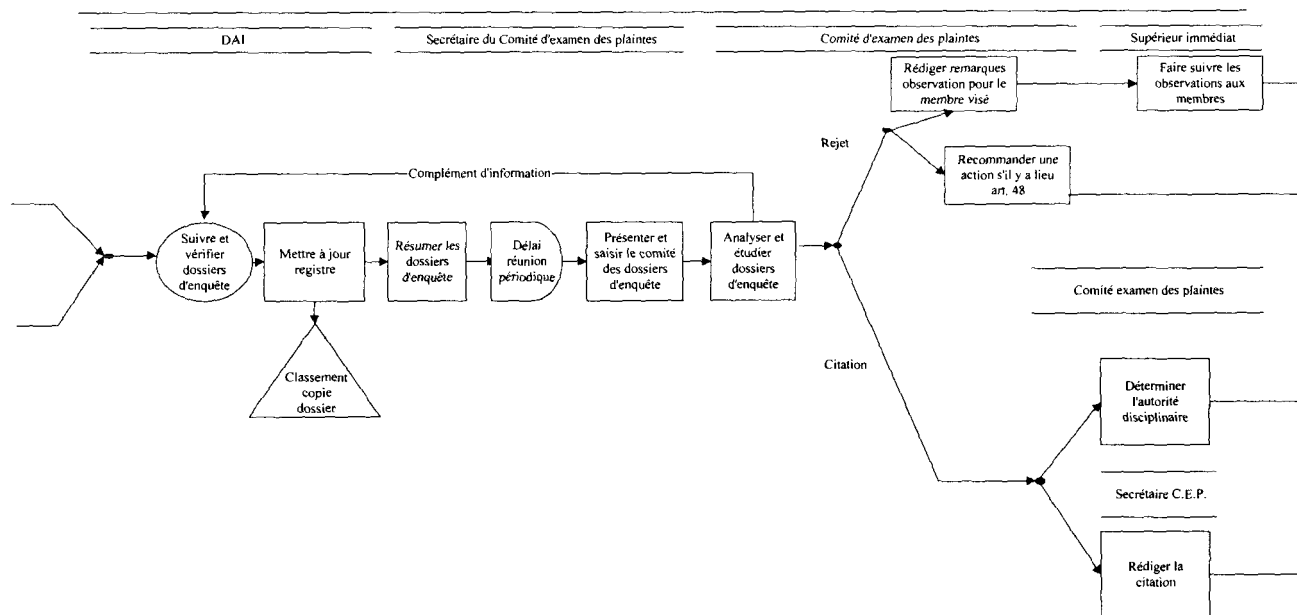 DAI
Secrétaire du Comité d'examen des plaintes
Comité d'examen des plaintes
Supérieur immédiat
Rédiger remarques
observation pour le
membre visé
Faire suivre les
observations aux
membres
Rejet
Recommander une
action s'il y a lieu
art. 48
Complément d'information
Suivre et
vérifier
dossiers
d'enquête
Mettre à jour
registre
Résumer les
dossiers
d'enquête
Délai
réunion
périodique
Présenter et
saisir le comité
des dossiers
d'enquête
Analyser et
étudier
dossiers
d'enquête
Comité examen des plaintes
Classement
copie
dossier
Citation
Déterminer
l'autorité
disciplinaire
Secrétaire C.E.P.
Rédiger la
citation